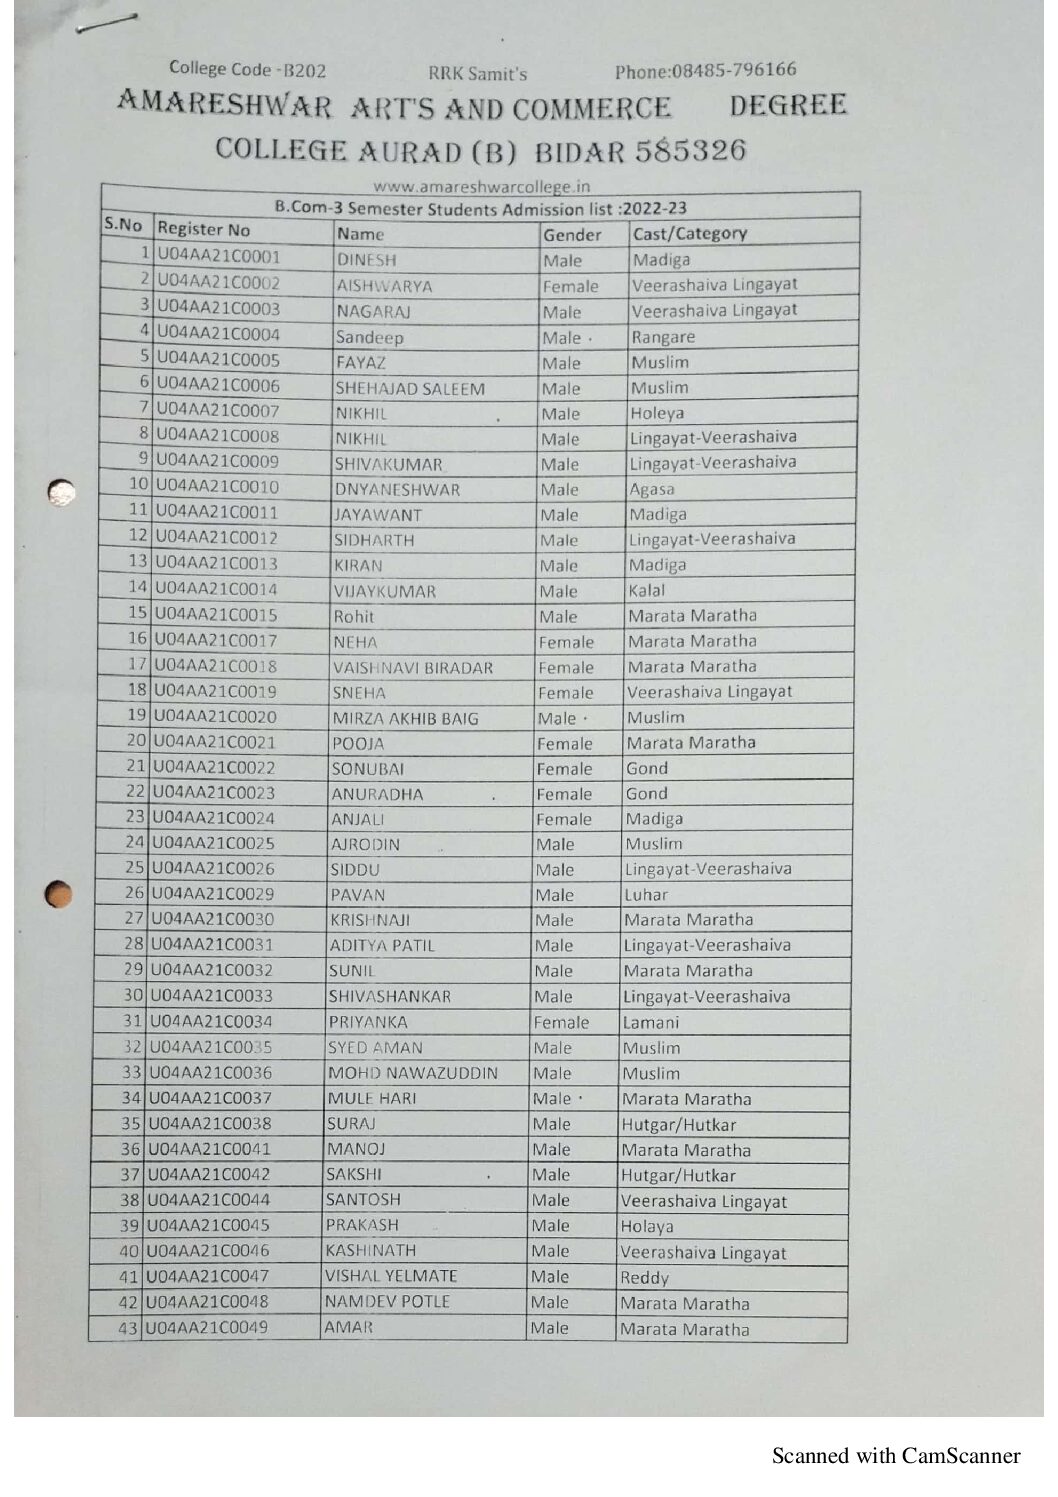 College Code -B202 RRK Samit's Phone:08485-796166
AMARESHWAR ART'S AND COMMERCE DEGREE
COLLEGE AURAD (B) BIDAR 585326
www.amareshwarcollege.in
B.Com-3 Semester Students Admission list :2022-23
S.No Register No Name Gender Cast/Category
1 U04AA21C0001 DINESH Male Madiga
2 U04AA21C0002 AISHWARYA Female Veerashaiva Lingayat
3 U04AA21C0003 NAGARAJ Male Veerashaiva Lingayat
4 U04AA21C0004 Sandeep Male Rangare
5 U04AA21C0005 FAYAZ Male Muslim
6 U04AA21C0006 SHEHAJAD SALEEM Male Muslim
7 U04AA21C0007 NIKHIL Male Holeya
8 U04AA21C0008 NIKHIL Male Lingayat-Veerashaiva
9 U04AA21C0009 SHIVAKUMAR Male Lingayat-Veerashaiva
10 U04AA21C0010 DNYANESHWAR Male Agasa
11 U04AA21C0011 JAYAWANT Male Madiga
12 U04AA21C0012 SIDHARTH Male Lingayat-Veerashaiva
13 U04AA21C0013 KIRAN Male Madiga
14 U04AA21C0014 VIJAYKUMAR Male Kalal
15 U04AA21C0015 Rohit Male Marata Maratha
16 U04AA21C0017 NEHA Female Marata Maratha
17 U04AA21C0018 VAISHNAVI BIRADAR Female Marata Maratha
18 U04AA21C0019 SNEHA Female Veerashaiva Lingayat
19 U04AA21C0020 MIRZA AKHIB BAIG Male Muslim
20 U04AA21C0021 POOJA Female Marata Maratha
21 U04AA21C0022 SONUBAI Female Gond
22 U04AA21C0023 ANURADHA Female Gond
23 U04AA21C0024 ANJALI Female Madiga
24 U04AA21C0025 AJRODIN Male Muslim
25 U04AA21C0026 SIDDU Male Lingayat-Veerashaiva
26 U04AA21C0029 PAVAN Male Luhar
27 U04AA21C0030 KRISHNAJI Male Marata Maratha
28 U04AA21C0031 ADITYA PATIL Male Lingayat-Veerashaiva
29 U04AA21C0032 SUNIL Male Marata Maratha
30 U04AA21C0033 SHIVASHANKAR Male Lingayat-Veerashaiva
31 U04AA21C0034 PRIYANKA Female Lamani
32 U04AA21C0035 SYED AMAN Male Muslim
33 U04AA21C0036 MOHD NAWAZUDDIN Male Muslim
34 U04AA21C0037 MULE HARI Male Marata Maratha
35 U04AA21C0038 SURAJ Male Hutgar/Hutkar
36 U04AA21C0041 MANOJ Male Marata Maratha
37 U04AA21C0042 SAKSHI Male Hutgar/Hutkar
38 U04AA21C0044 SANTOSH Male Veerashaiva Lingayat
39 U04AA21C0045 PRAKASH Male Holaya
40 U04AA21C0046 KASHINATH Male Veerashaiva Lingayat
41 U04AA21C0047 VISHAL YELMATE Male Reddy
42 U04AA21C0048 NAMDEV POTLE Male Marata Maratha
43 U04AA21C0049 AMAR Male Marata Maratha
Scanned with CamScanner